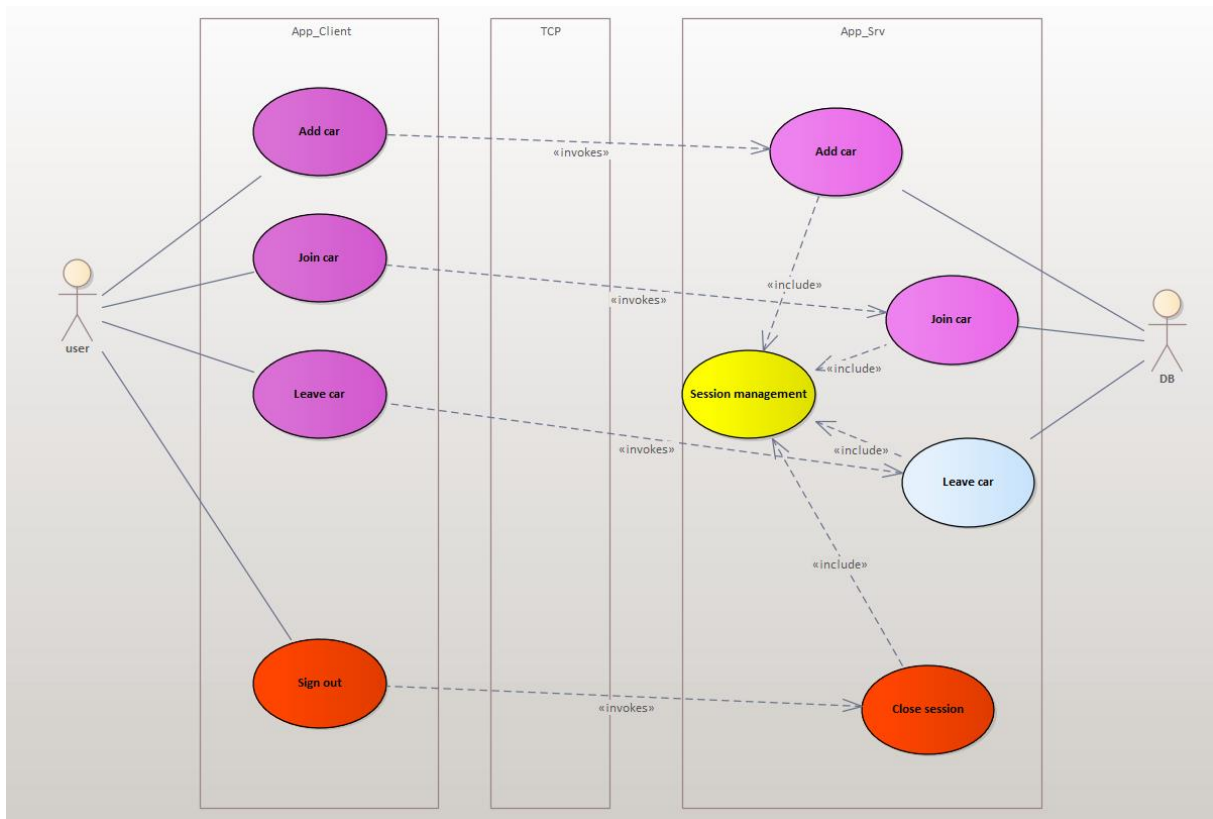 App_Client
TCP
App_Srv
Add car
«invokes»
Add car
Join car
«invokes»
«include»
Join car
user
DB
Leave car
Session management
«include»
«invokes»
«include»
Leave car
«include»
Sign out
«invokes»
Close session